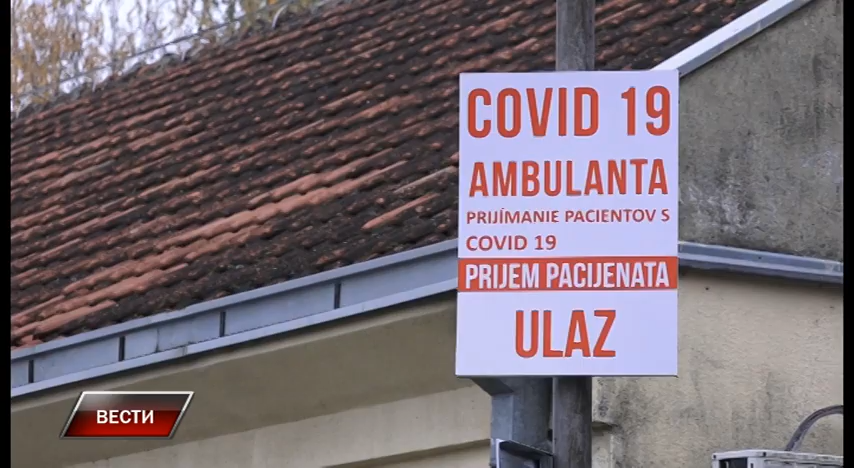 COVID 19
AMBULANTA
PRIJÍMANIE PACIENTOV S
COVID 19
PRIJEM PACIJENATA
ULAZ
ВЕСТИ